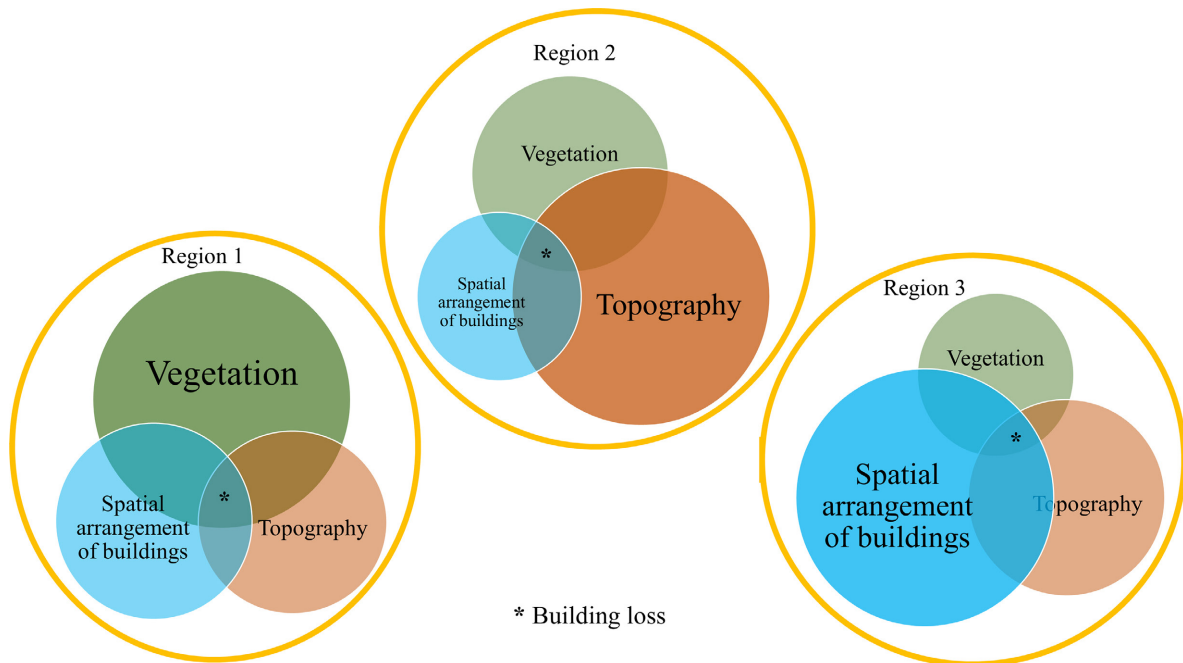 Region 1
Vegetation
Spatial
arrangement
of buildings
*
Topography
Region 2
Vegetation
*
Spatial
arrangement
of buildings
Topography
Region 3
Vegetation
*
Spatial
arrangement
of buildings
Topography
* Building loss